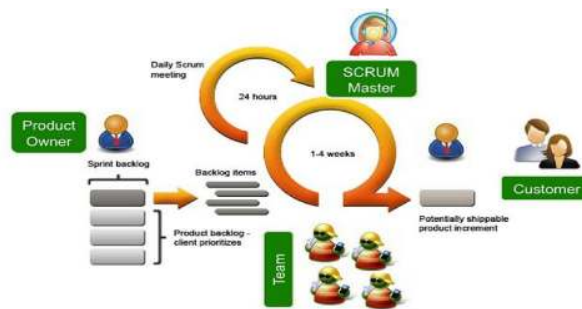 Daily Scrum
meeting
24 hours
SCRUM
Master
Product
Owner
Sprint backlog
Backlog items
1-4 weeks
Customer
Product backlog -
client prioritizes
Potentially shippable
product increment
Team